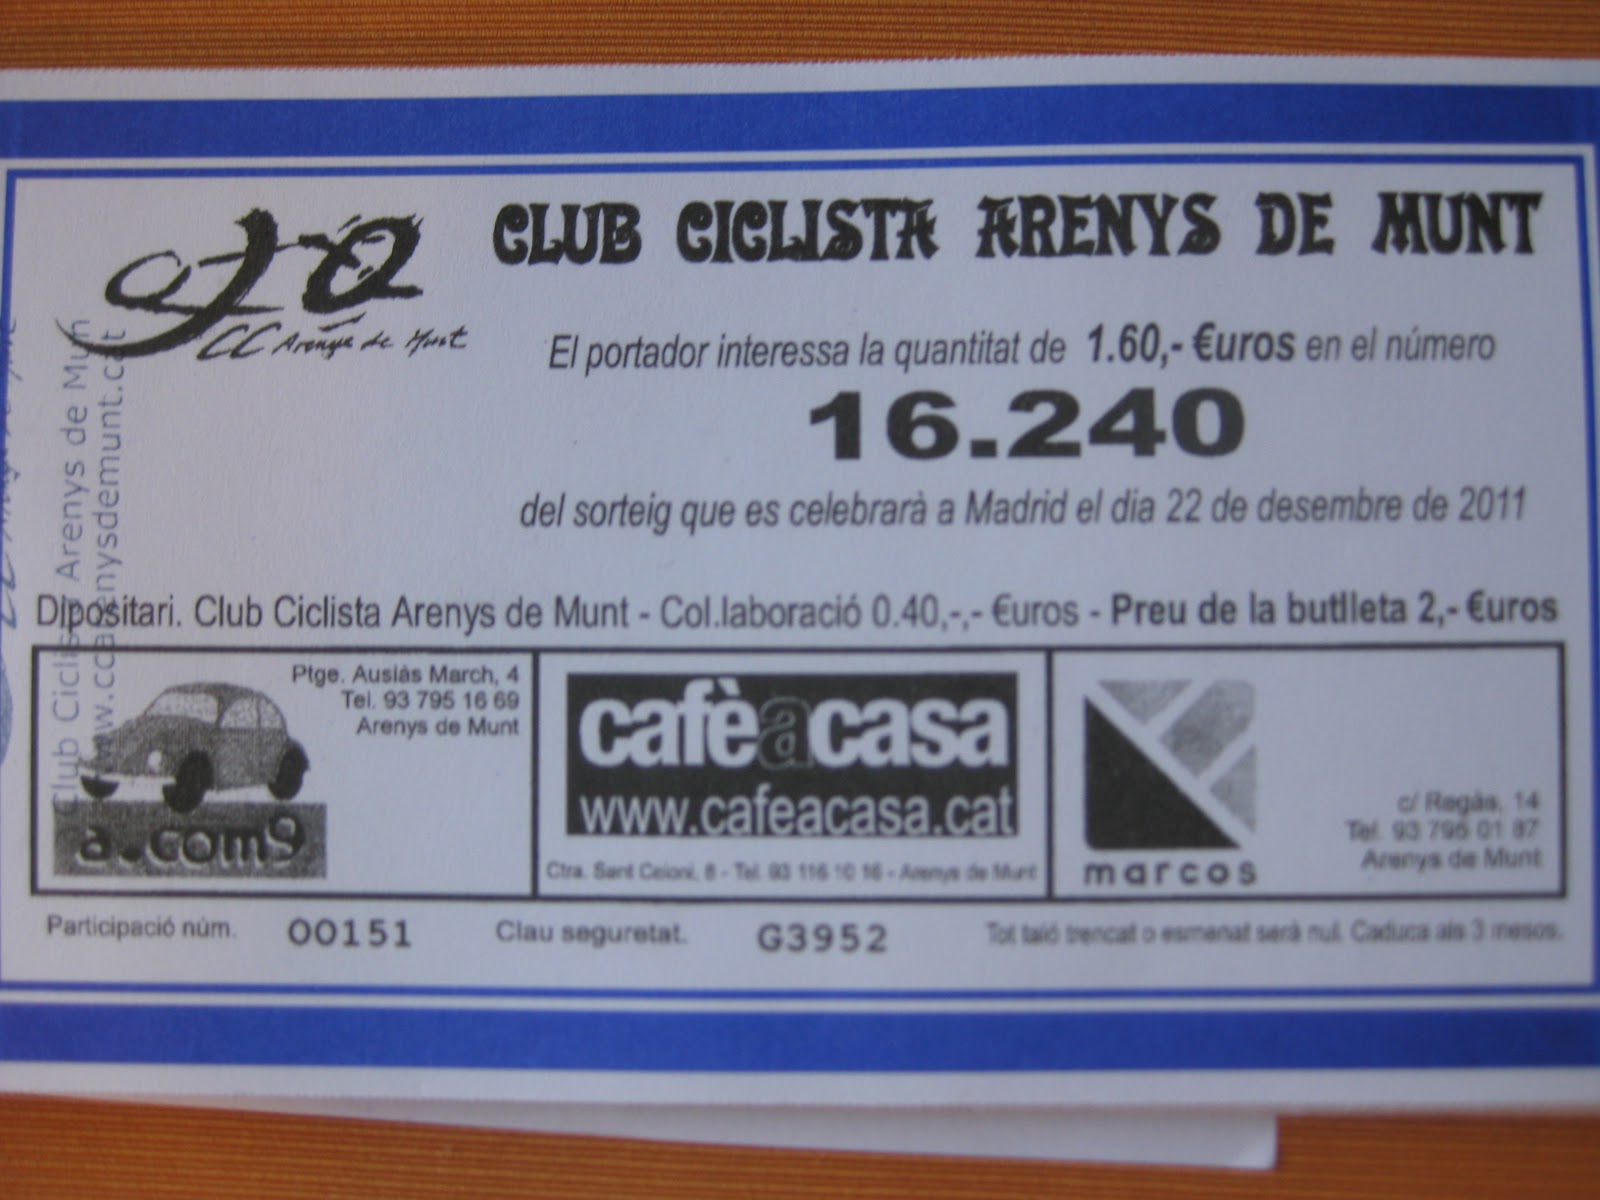 CLUB CICLISTA ARENYS DE MUNT
CC Arenys de Munt
El portador interessa la quantitat de 1.60,- €uros en el número
16.240
del sorteig que es celebrarà a Madrid el dia 22 de desembre de 2011
Club Ciclista Arenys de Mun
www.ccarenysdemunt.cat
Dipositari. Club Ciclista Arenys de Munt - Col.laboració 0.40,-,- €uros - Preu de la butlleta 2,- €uros
Ptge. Ausiàs March, 4
Tel. 93 795 16 69
Arenys de Munt
a.com9
cafèacasa
www.cafeacasa.cat
Ctra. Sant Celoni, 8 - Tel. 93 116 10 16 - Arenys de Munt
marcos
c/ Regàs, 14
Tel. 93 795 01 87
Arenys de Munt
Participació núm. 00151 Clau seguretat. G3952 Tot taló trencat o esmenat serà nul. Caduca als 3 mesos.